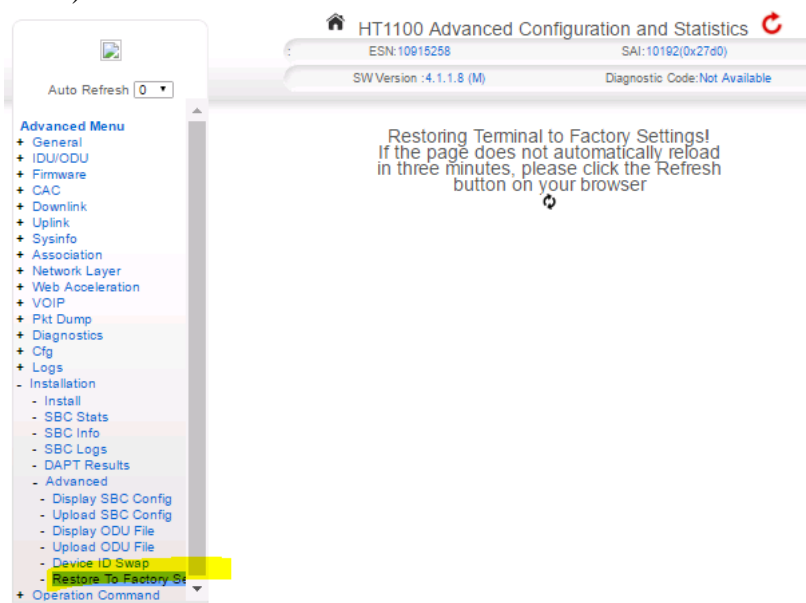 HT1100 Advanced Configuration and Statistics
: ESN:10915258 SAI:10192(0x27d0)
SW Version :4.1.1.8 (M) Diagnostic Code:Not Available
Auto Refresh 0
Advanced Menu
+ General
+ IDU/ODU
+ Firmware
+ CAC
+ Downlink
+ Uplink
+ Sysinfo
+ Association
+ Network Layer
+ Web Acceleration
+ VOIP
+ Pkt Dump
+ Diagnostics
+ Cfg
+ Logs
- Installation
- Install
- SBC Stats
- SBC Info
- SBC Logs
- DAPT Results
- Advanced
- Display SBC Config
- Upload SBC Config
- Display ODU File
- Upload ODU File
- Device ID Swap
- Restore To Factory Se
+ Operation Command
Restoring Terminal to Factory Settings!
If the page does not automatically reload
in three minutes, please click the Refresh
button on your browser